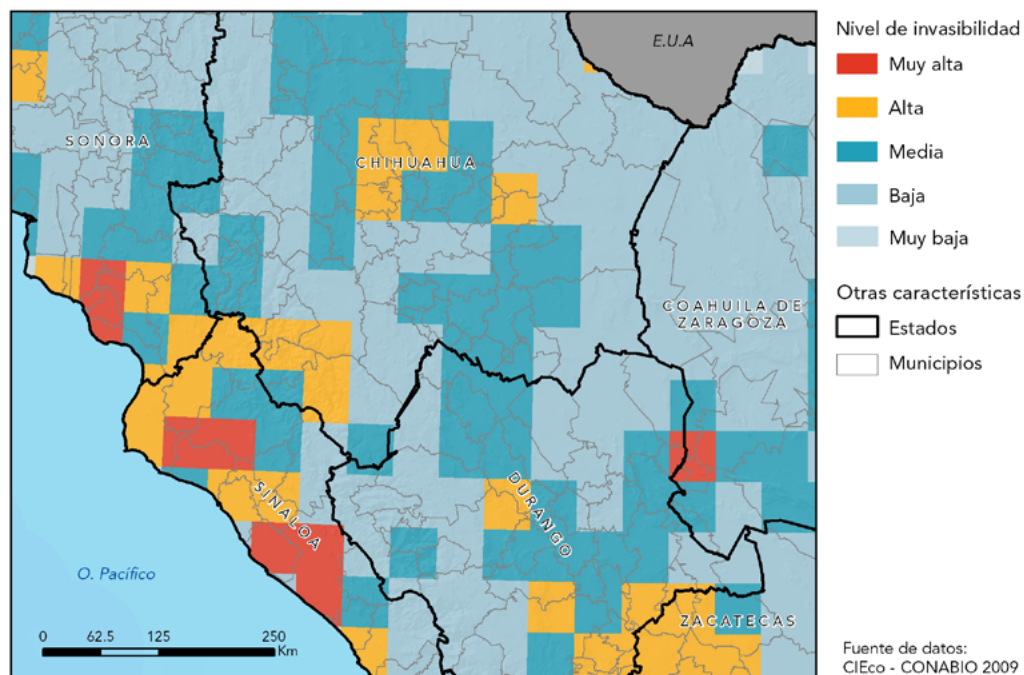 E.U.A
SONORA
CHIHUAHUA
COAHUILA DE
ZARAGOZA
DURANGO
SINALOA
O. Pacífico
ZACATECAS
0 62.5 125 250
Km
Nivel de invasibilidad
Muy alta
Alta
Media
Baja
Muy baja
Otras característicos
Estados
Municipios
Fuente de datos:
CIEco - CONABIO 2009